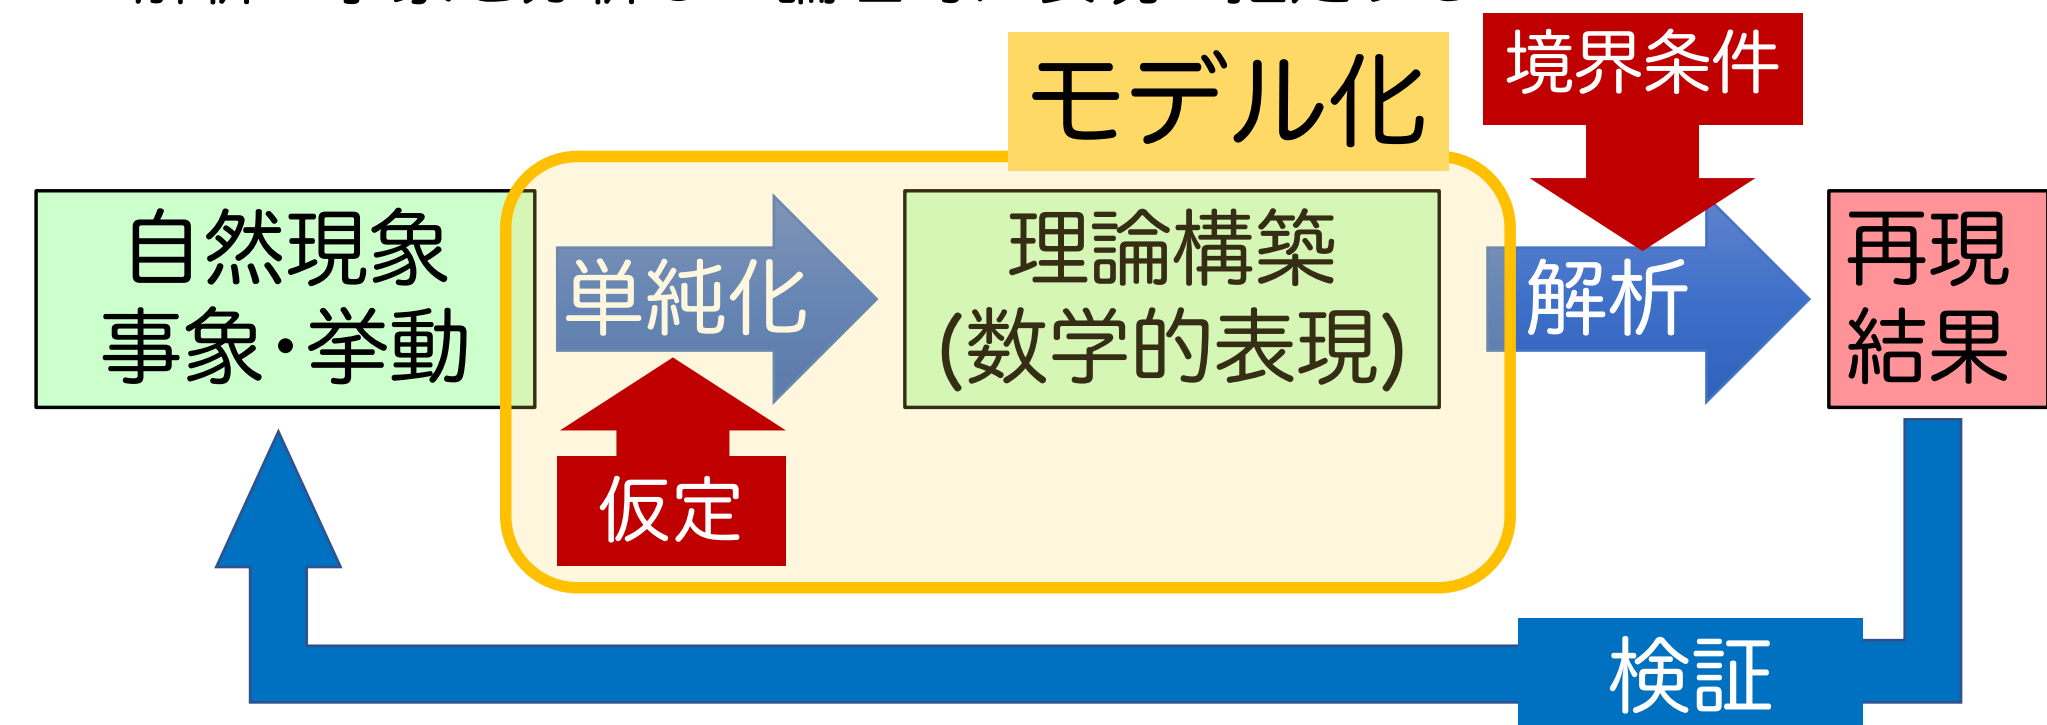 モデル化
境界条件
自然現象
事象・挙動
単純化
理論構築
(数学的表現)
解析
再現
結果
仮定
検証